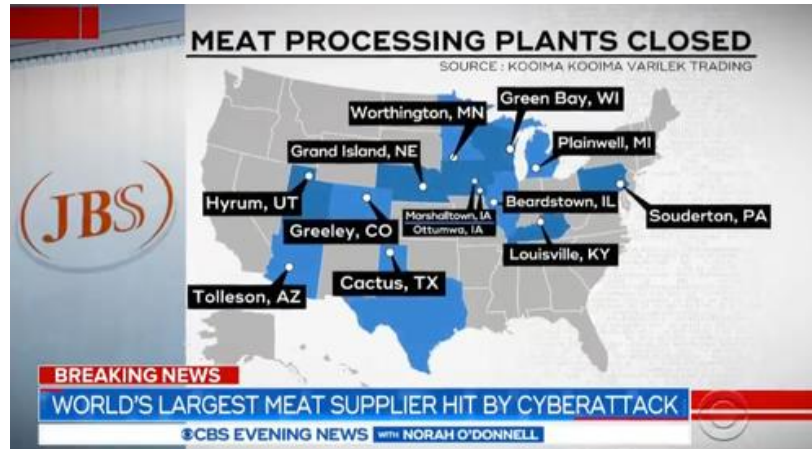 MEAT PROCESSING PLANTS CLOSED
SOURCE : KOOIMA KOOIMA VARILEK TRADING
JBS
Worthington, MN
Green Bay, WI
Plainwell, MI
Grand Island, NE
Hyrum, UT
Greeley, CO
Marshalltown, IA
Ottumwa, IA
Beardstown, IL
Souderton, PA
Louisville, KY
Tolleson, AZ
Cactus, TX
BREAKING NEWS
WORLD'S LARGEST MEAT SUPPLIER HIT BY CYBERATTACK
CBS EVENING NEWS WITH NORAH O'DONNELL